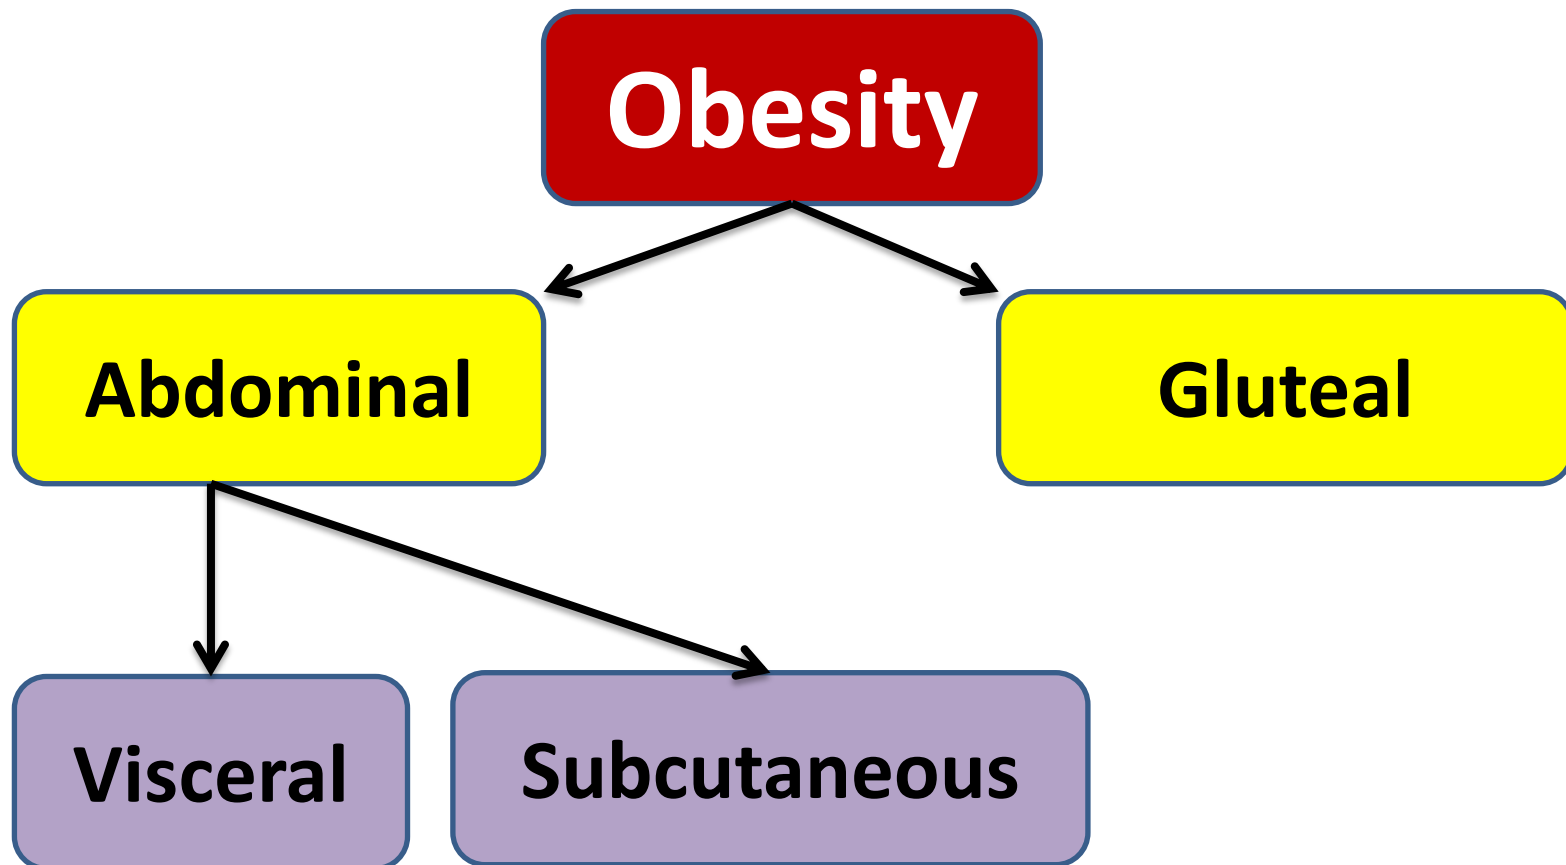 Obesity
Abdominal
Gluteal
Visceral
Subcutaneous